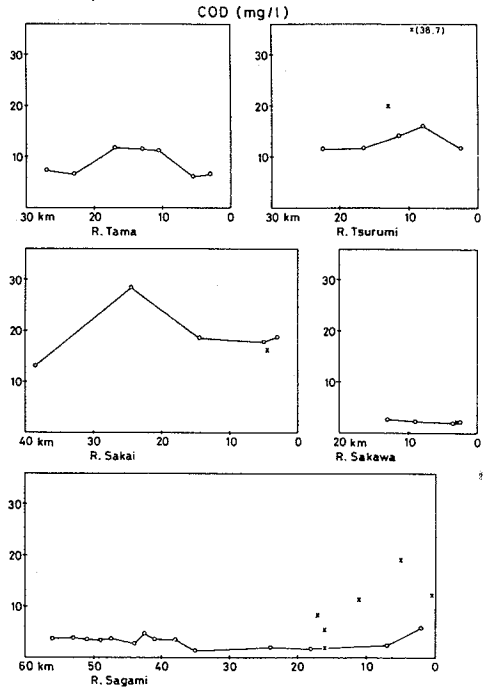 COD (mg/l)
30
20
10
30 km 20 10 0
R. Tama
×(38.7)
30
20
10
30 km 20 10 0
R. Tsurumi
30
20
10
40 km 30 20 10 0
R. Sakai
30
20
10
20 km 10 0
R. Sakawa
30
20
10
60 km 50 40 30 20 10 0
R. Sagami